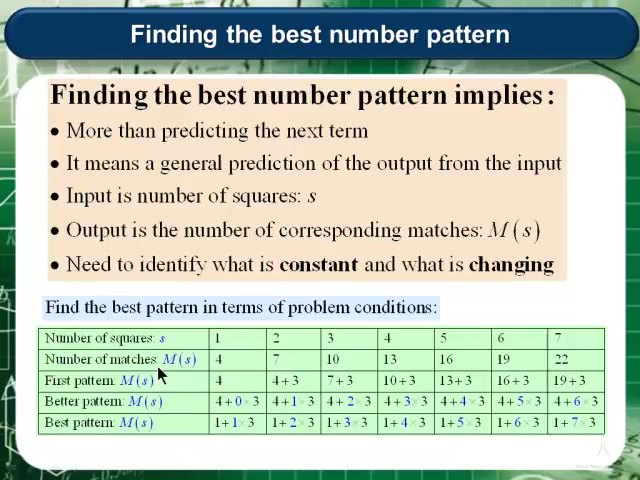 Finding the best number pattern
Finding the best number pattern implies:
• More than predicting the next term
• It means a general prediction of the output from the input
• Input is number of squares: s
• Output is the number of corresponding matches: M(s)
• Need to identify what is constant and what is changing
Find the best pattern in terms of problem conditions:
Number of squares: s 1 2 3 4 5 6 7
Number of matches: M(s) 4 7 10 13 16 19 22
First pattern: M(s) 4 4+3 7+3 10+3 13+3 16+3 19+3
Better pattern: M(s) 4+0×3 4+1×3 4+2×3 4+3×3 4+4×3 4+5×3 4+6×3
Best pattern: M(s) 1+1×3 1+2×3 1+3×3 1+4×3 1+5×3 1+6×3 1+7×3